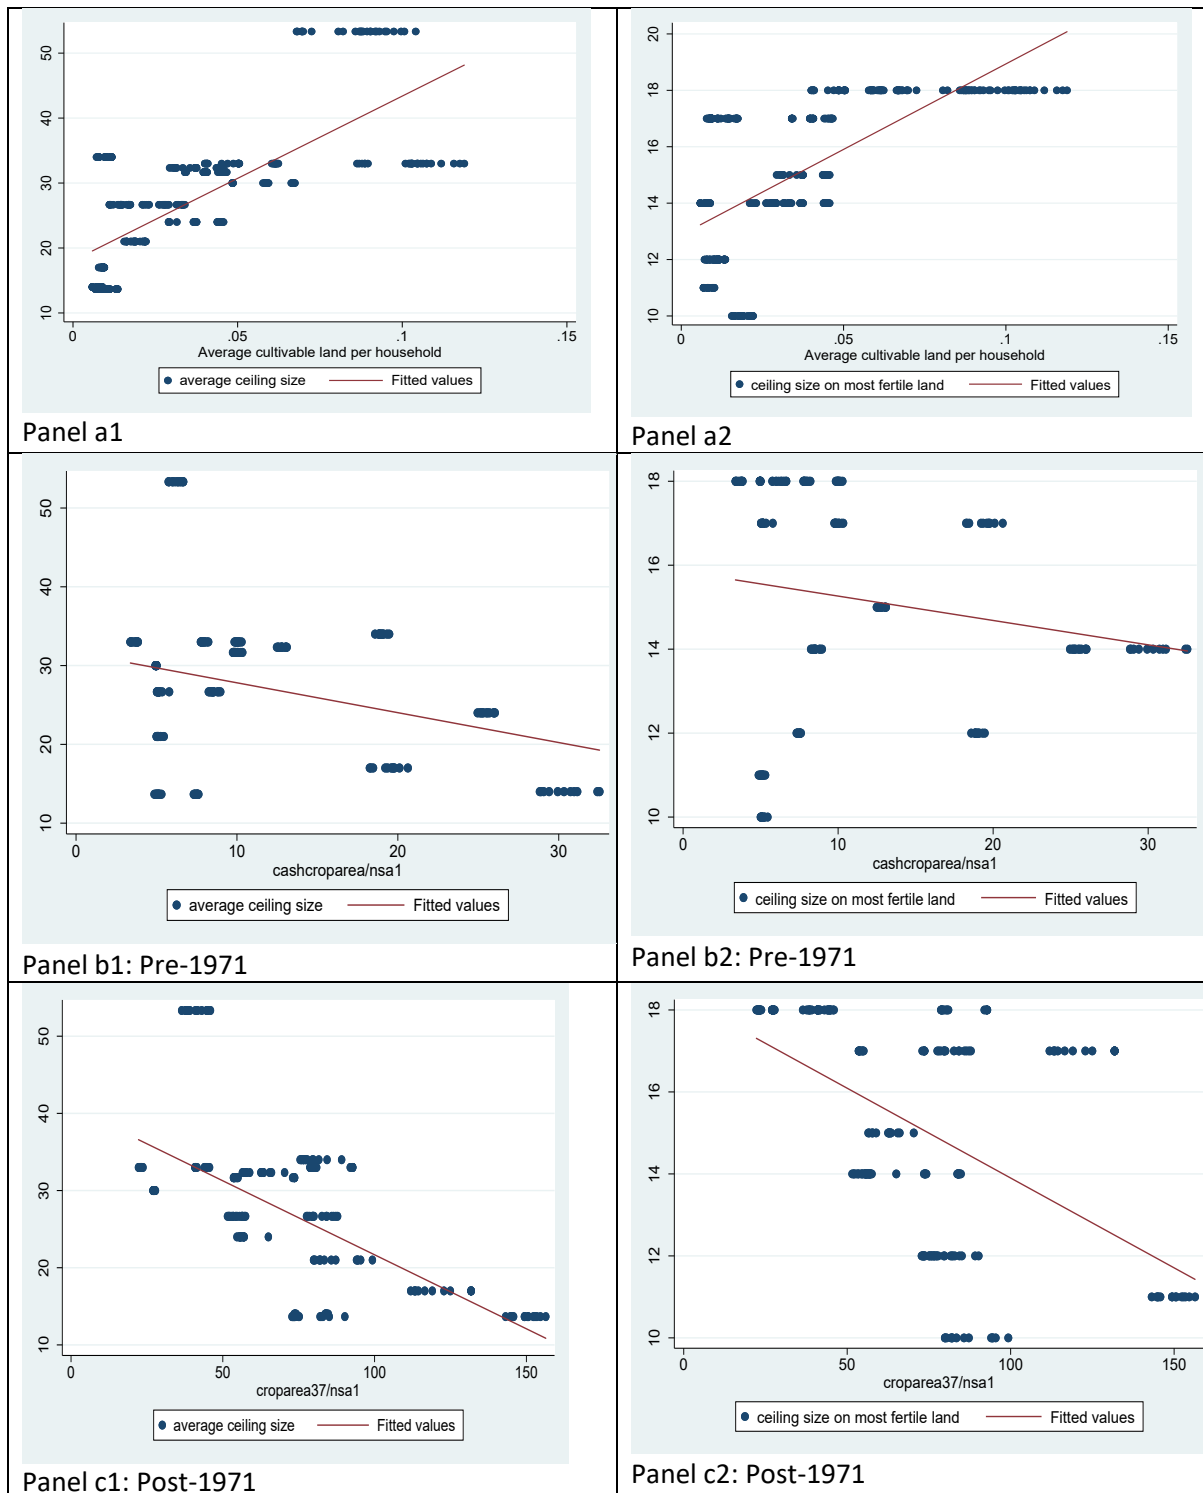 50
40
30
20
10
0
.05
.1
.15
Average cultivable land per household
average ceiling size
Fitted values
Panel a1
20
18
16
14
12
10
0
.05
.1
.15
Average cultivable land per household
ceiling size on most fertile land
Fitted values
Panel a2
50
40
30
20
10
0
10
20
30
cashcroparea/nsa1
average ceiling size
Fitted values
Panel b1: Pre-1971
18
16
14
12
10
0
10
20
30
cashcroparea/nsa1
ceiling size on most fertile land
Fitted values
Panel b2: Pre-1971
50
40
30
20
10
0
50
100
150
croparea37/nsa1
average ceiling size
Fitted values
Panel c1: Post-1971
18
16
14
12
10
0
50
100
150
croparea37/nsa1
ceiling size on most fertile land
Fitted values
Panel c2: Post-1971